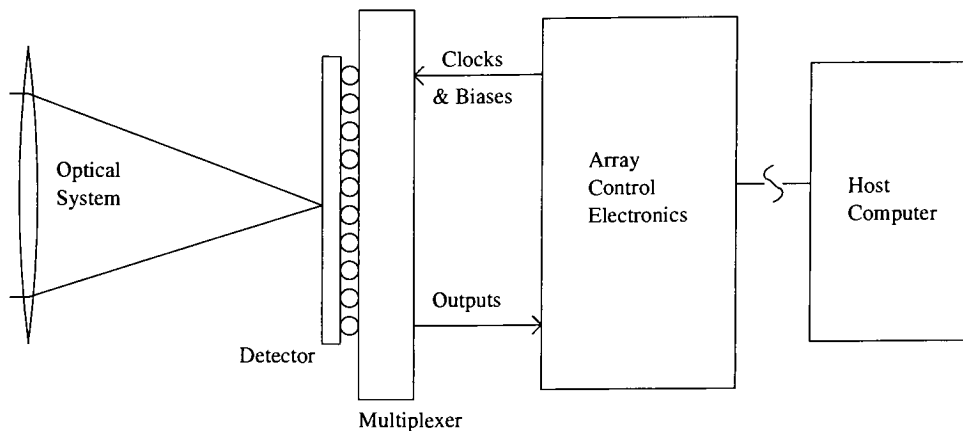 Optical
System
Detector
Multiplexer
Clocks
& Biases
Outputs
Array
Control
Electronics
Host
Computer